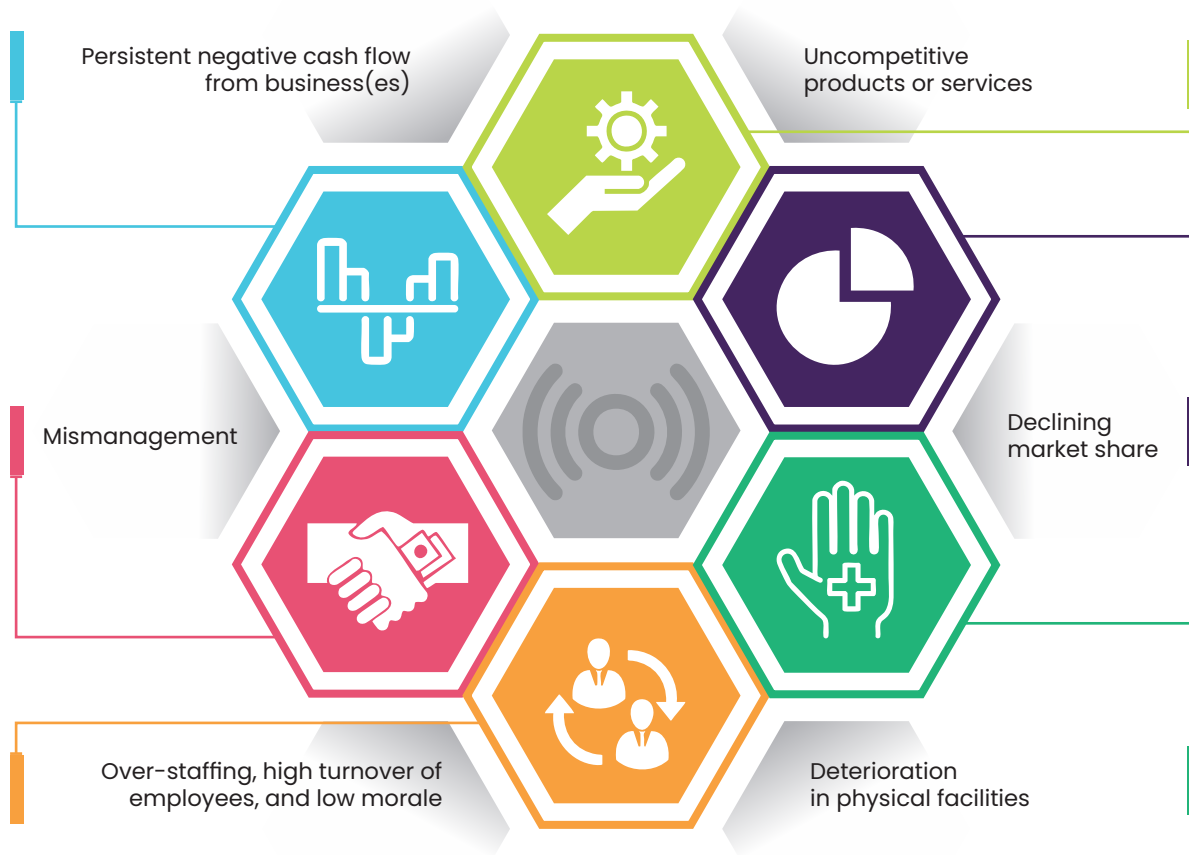 Persistent negative cash flow
from business(es)
Uncompetitive
products or services
Mismanagement
Declining
market share
Over-staffing, high turnover of
employees, and low morale
Deterioration
in physical facilities